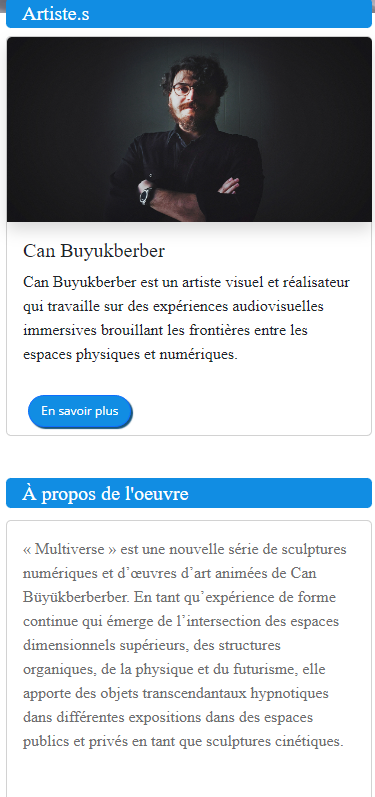 Artiste.s
Can Buyukberber
Can Buyukberber est un artiste visuel et réalisateur
qui travaille sur des expériences audiovisuelles
immersives brouillant les frontières entre les
espaces physiques et numériques.
En savoir plus
À propos de l'oeuvre
« Multiverse » est une nouvelle série de sculptures
numériques et d’œuvres d’art animées de Can
Büyükberberber. En tant qu’expérience de forme
continue qui émerge de l’intersection des espaces
dimensionnels supérieurs, des structures
organiques, de la physique et du futurisme, elle
apporte des objets transcendantaux hypnotiques
dans différentes expositions dans des espaces
publics et privés en tant que sculptures cinétiques.